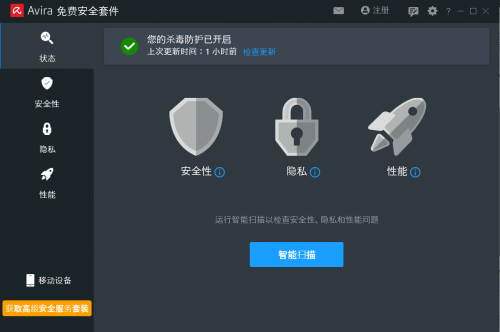 Avira 免费安全套件
注册
?
状态
安全性
隐私
性能
移动设备
获取高级安全服务套装
您的杀毒防护已开启
上次更新时间：1 小时前 检查更新
安全性 隐私 性能
运行智能扫描以检查安全性, 隐私和性能问题
智能扫描